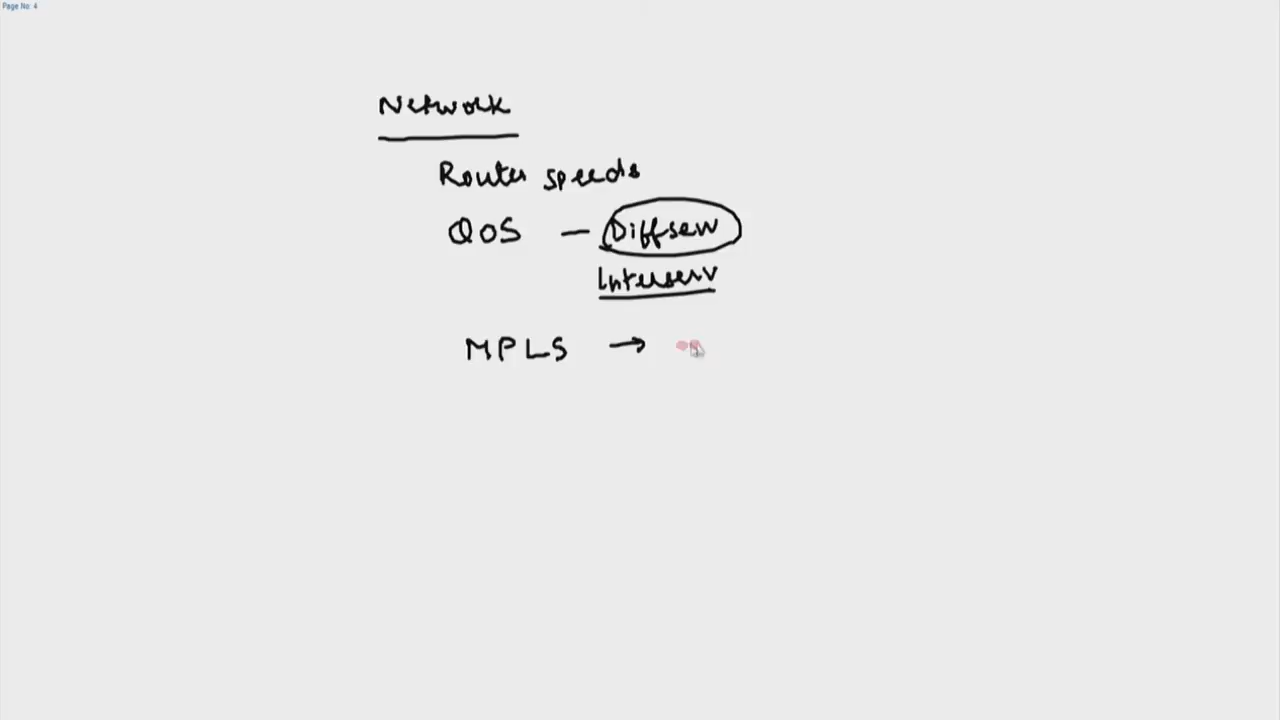 Page No: 4
Network
Router speeds
QoS - Diffserv
Interserv
MPLS →